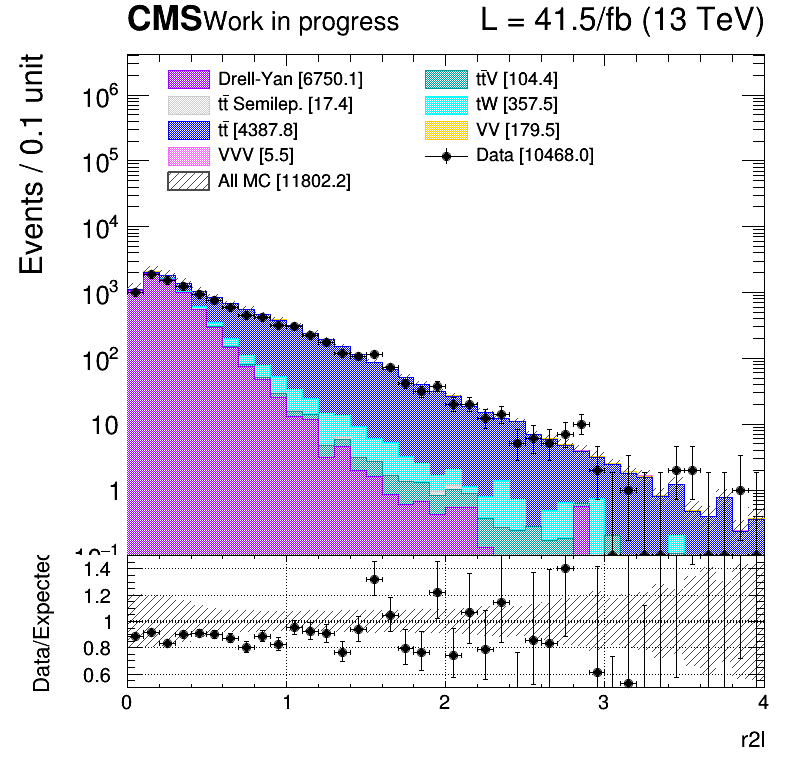 CMS Work in progress L = 41.5/fb (13 TeV)
Events / 0.1 unit
Drell-Yan [6750.1]
tt̄ Semilep. [17.4]
tt̄ [4387.8]
VVV [5.5]
All MC [11802.2]
tt̄V [104.4]
tW [357.5]
VV [179.5]
Data [10468.0]
10⁶
10⁵
10⁴
10³
10²
10
1
10⁻¹
Data/Expected
1.4
1.2
1
0.8
0.6
0 1 2 3 4
r2l